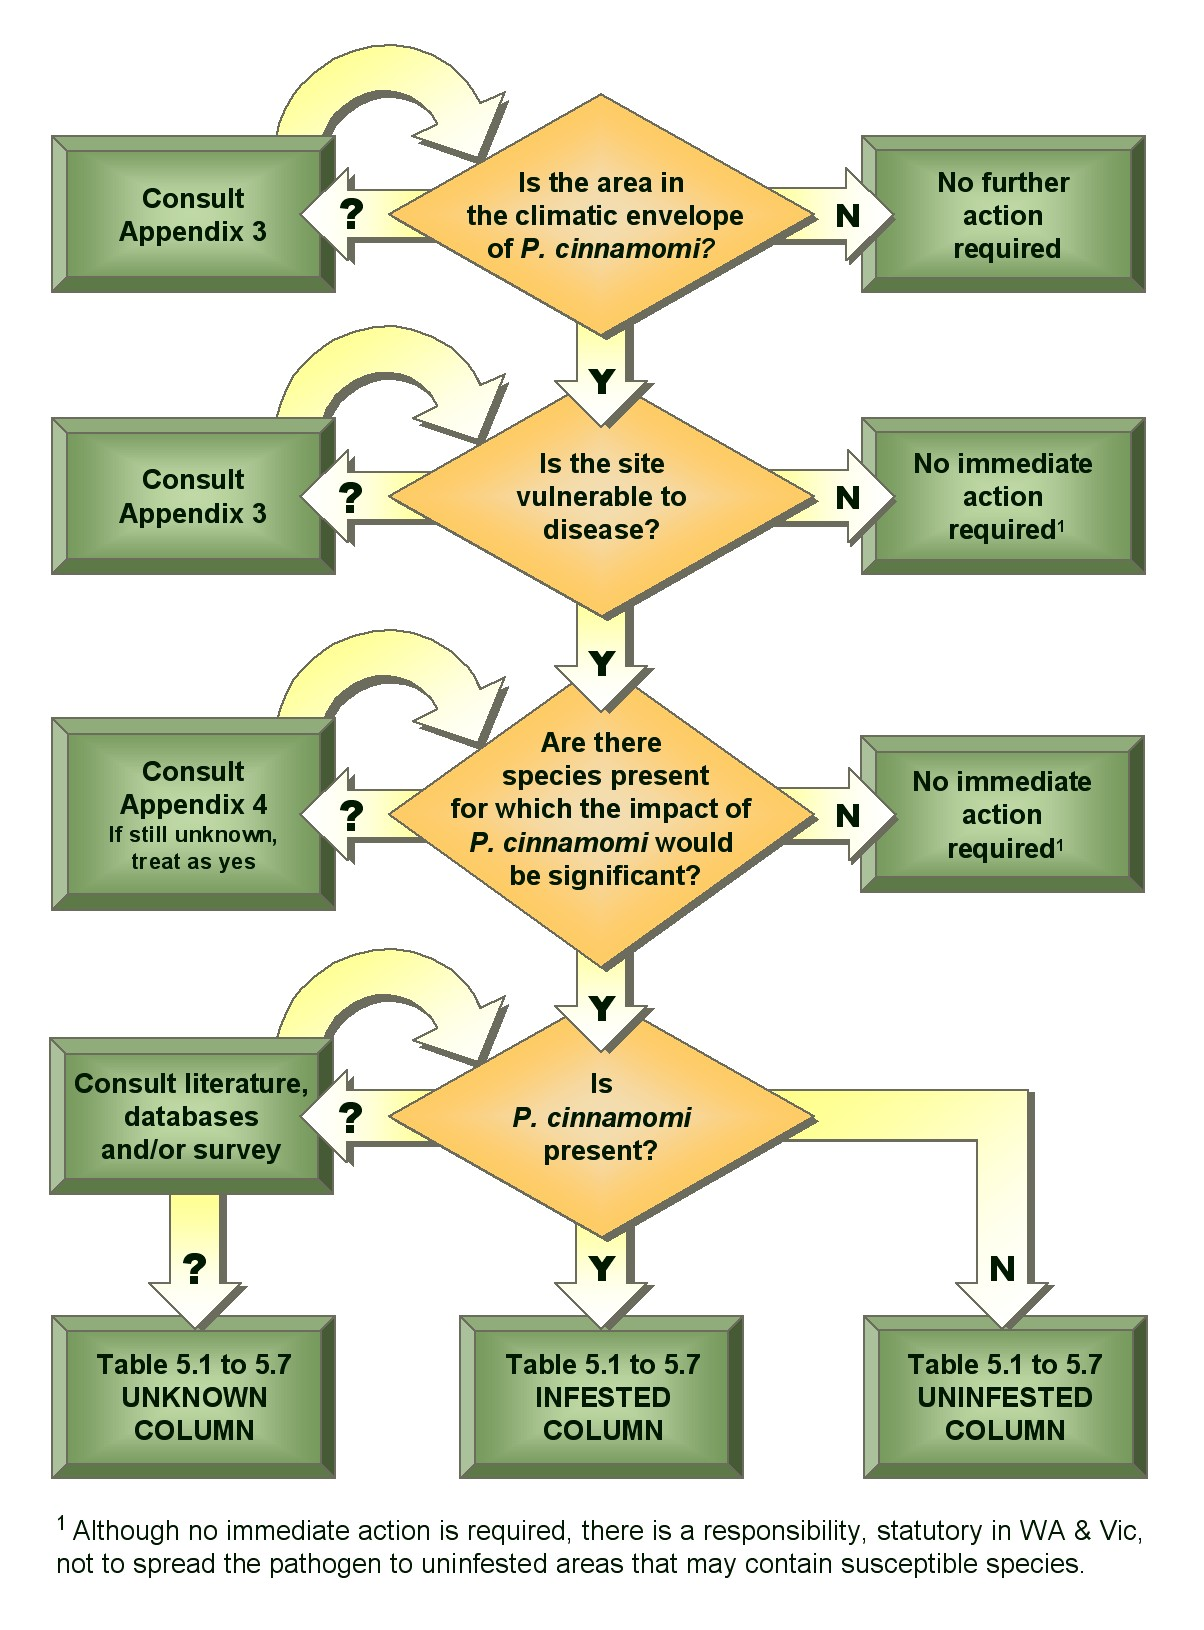 Consult
Appendix 3
?
Is the area in
the climatic envelope
of P. cinnamomi?
N
No further
action
required
Y
Consult
Appendix 3
?
Is the site
vulnerable to
disease?
N
No immediate
action
required¹
Y
Consult
Appendix 4
If still unknown,
treat as yes
?
Are there
species present
for which the impact of
P. cinnamomi would
be significant?
N
No immediate
action
required¹
Y
Consult literature,
databases
and/or survey
?
Is
P. cinnamomi
present?
?
Y
N
Table 5.1 to 5.7
UNKNOWN
COLUMN
Table 5.1 to 5.7
INFESTED
COLUMN
Table 5.1 to 5.7
UNINFESTED
COLUMN
¹ Although no immediate action is required, there is a responsibility, statutory in WA & Vic,
not to spread the pathogen to uninfested areas that may contain susceptible species.